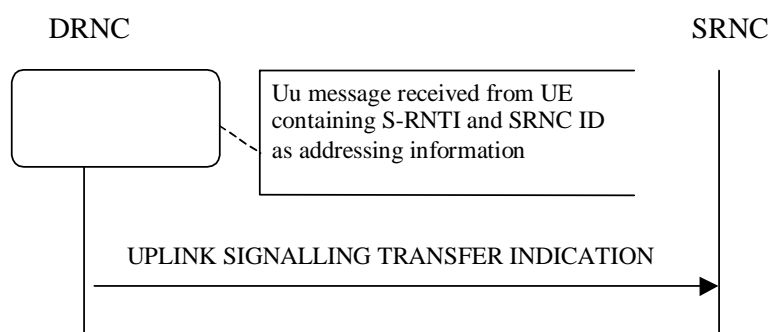 DRNC
SRNC
Uu message received from UE
containing S-RNTI and SRNC ID
as addressing information
UPLINK SIGNALLING TRANSFER INDICATION